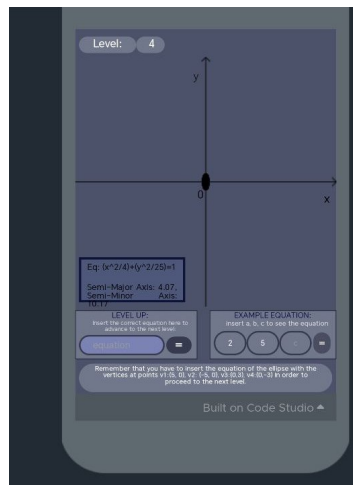 Level: 4
y
0
x
Eq: (x^2/4)+(y^2/25)=1
Semi-Major Axis: 4.07,
Semi-Minor Axis:
10.17
LEVEL UP:
Insert the correct equation here to
advance to the next level.
equation
=
EXAMPLE EQUATION:
Insert a, b, c to see the equation
2 5 =
Remember that you have to insert the equation of the ellipse with the
vertices at points v1:(5, 0), v2: (-5, 0), v3:(0,3), v4:(0,-3) in order to
proceed to the next level.
Built on Code Studio